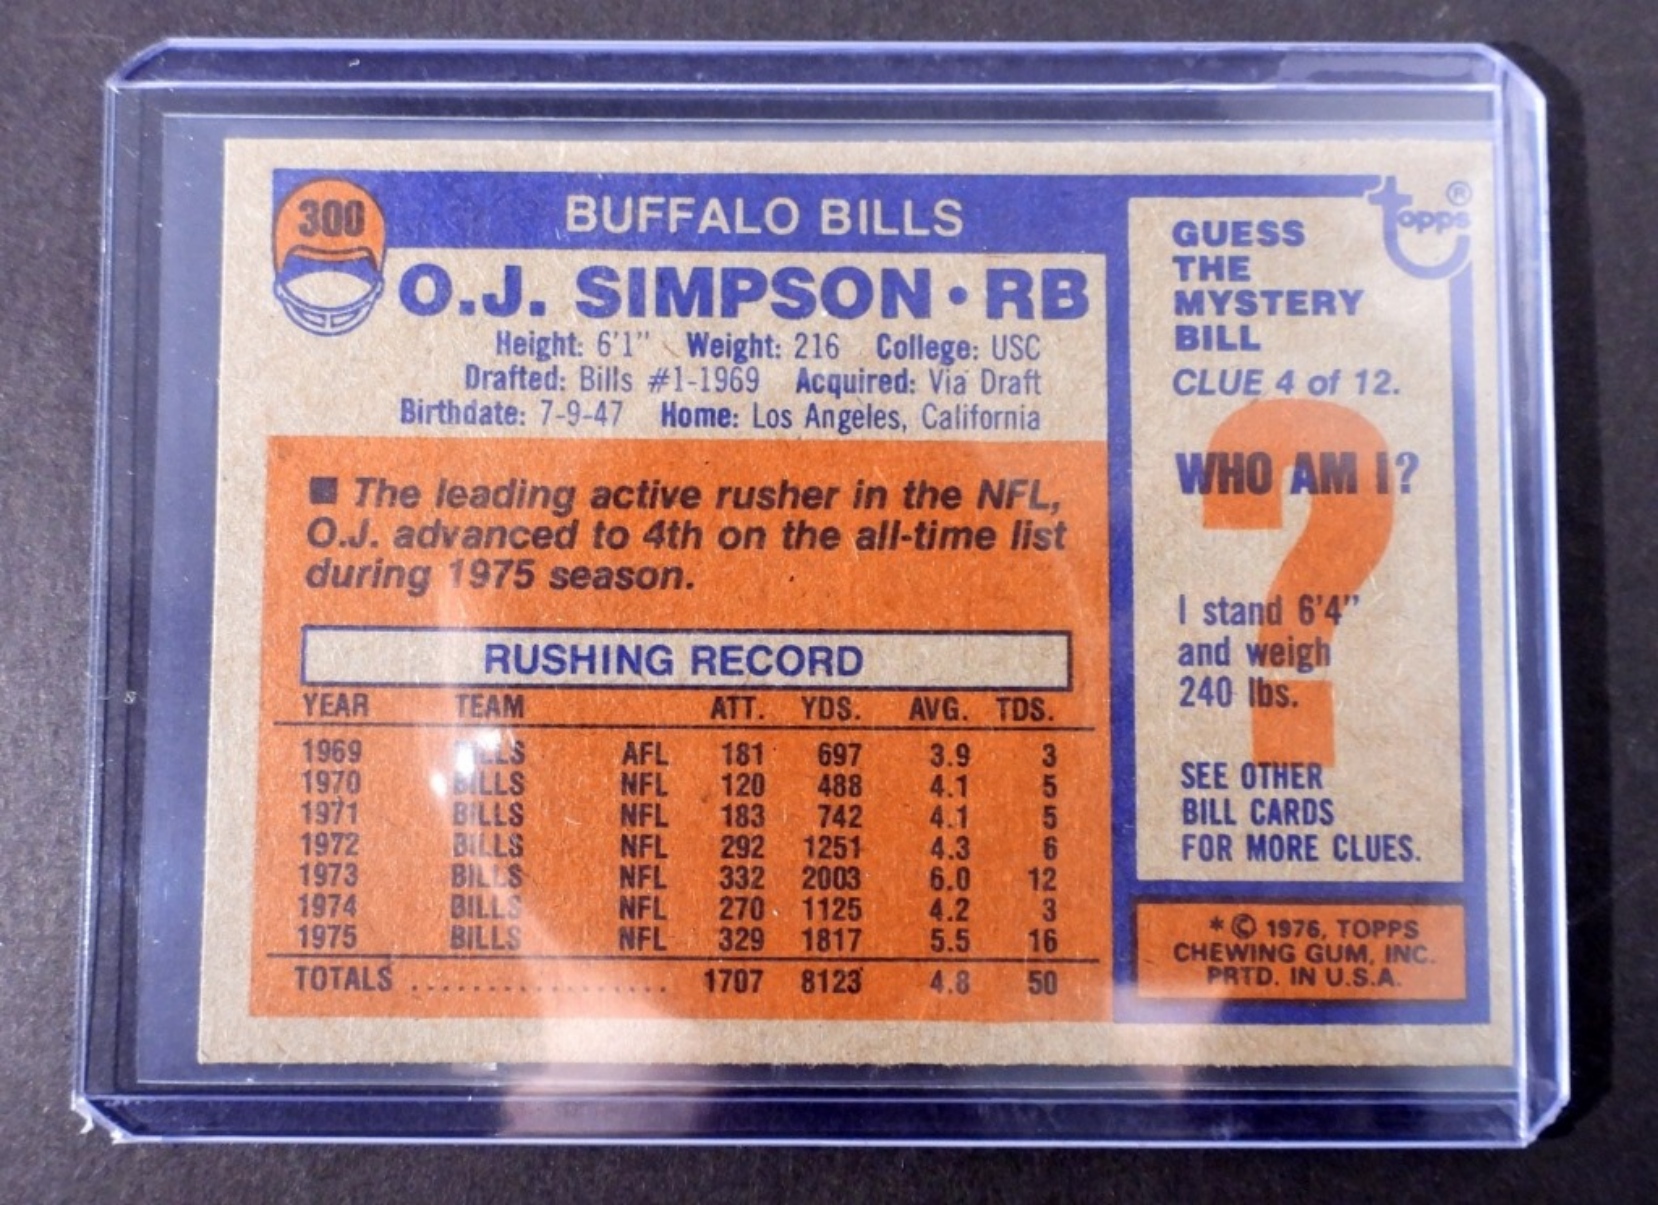 300
BUFFALO BILLS
O.J. SIMPSON • RB
Height: 6'1" Weight: 216 College: USC
Drafted: Bills #1-1969 Acquired: Via Draft
Birthdate: 7-9-47 Home: Los Angeles, California
■ The leading active rusher in the NFL,
O.J. advanced to 4th on the all-time list
during 1975 season.
RUSHING RECORD
YEAR TEAM ATT. YDS. AVG. TDS.
1969 BILLS AFL 181 697 3.9 3
1970 BILLS NFL 120 488 4.1 5
1971 BILLS NFL 183 742 4.1 5
1972 BILLS NFL 292 1251 4.3 6
1973 BILLS NFL 332 2003 6.0 12
1974 BILLS NFL 270 1125 4.2 3
1975 BILLS NFL 329 1817 5.5 16
TOTALS ................. 1707 8123 4.8 50
topps®
GUESS
THE
MYSTERY
BILL
CLUE 4 of 12.
?
WHO AM I?
I stand 6'4"
and weigh
240 lbs.
SEE OTHER
BILL CARDS
FOR MORE CLUES.
*© 1976, TOPPS
CHEWING GUM, INC.
PRTD. IN U.S.A.